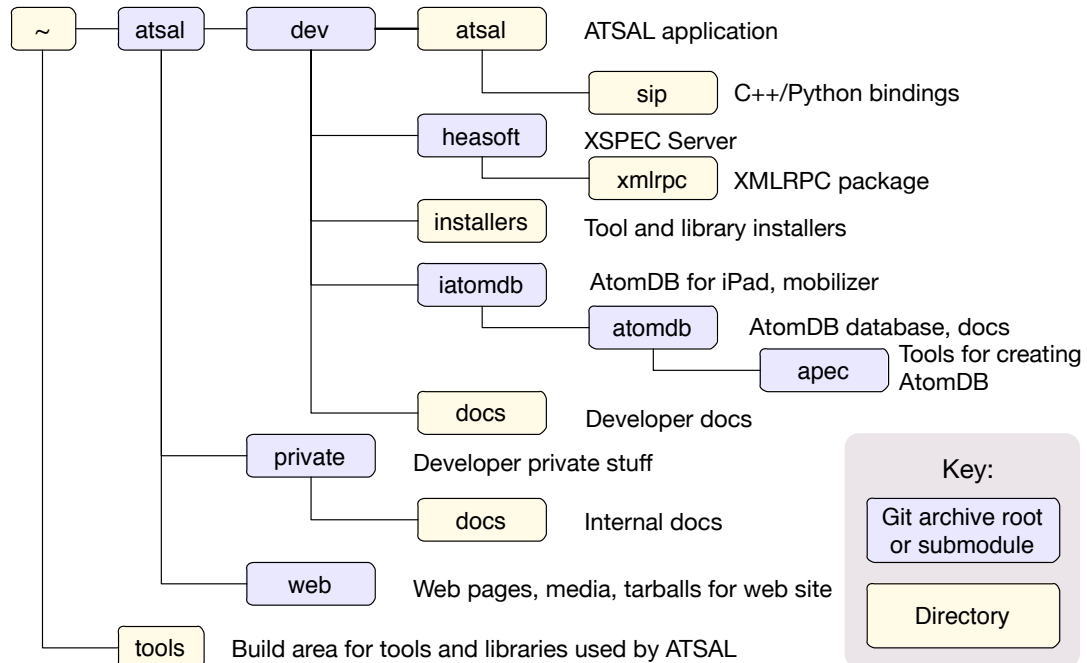 ~
atsal
dev
atsal
ATSAL application
sip
C++/Python bindings
heasoft
XSPEC Server
xmlrpc
XMLRPC package
installers
Tool and library installers
iatomdb
AtomDB for iPad, mobilizer
atomdb
AtomDB database, docs
apec
Tools for creating
AtomDB
docs
Developer docs
private
Developer private stuff
docs
Internal docs
web
Web pages, media, tarballs for web site
tools
Build area for tools and libraries used by ATSAL
Key:
Git archive root
or submodule
Directory